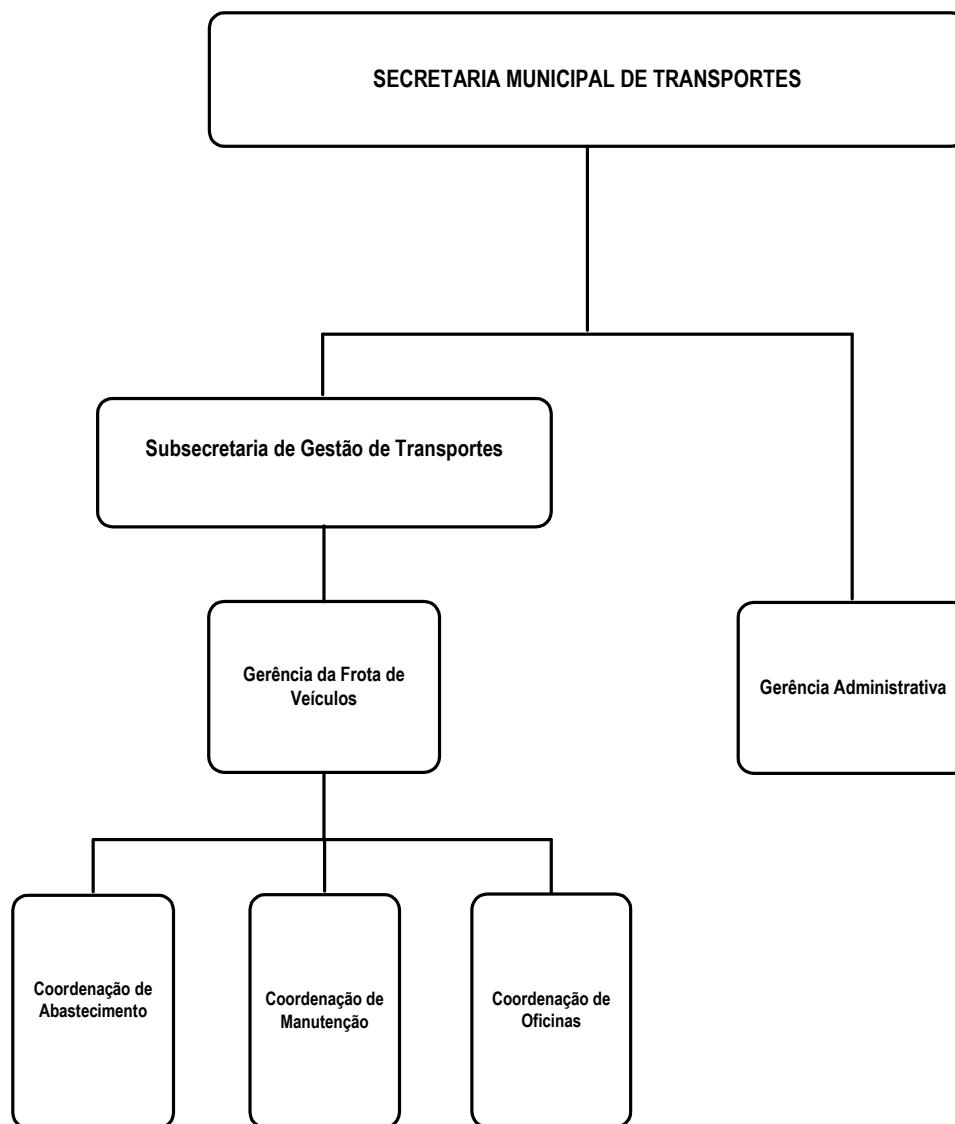 SECRETARIA MUNICIPAL DE TRANSPORTES
Subsecretaria de Gestão de Transportes
Gerência da Frota de
Veículos
Gerência Administrativa
Coordenação de
Abastecimento
Coordenação de
Manutenção
Coordenação de
Oficinas